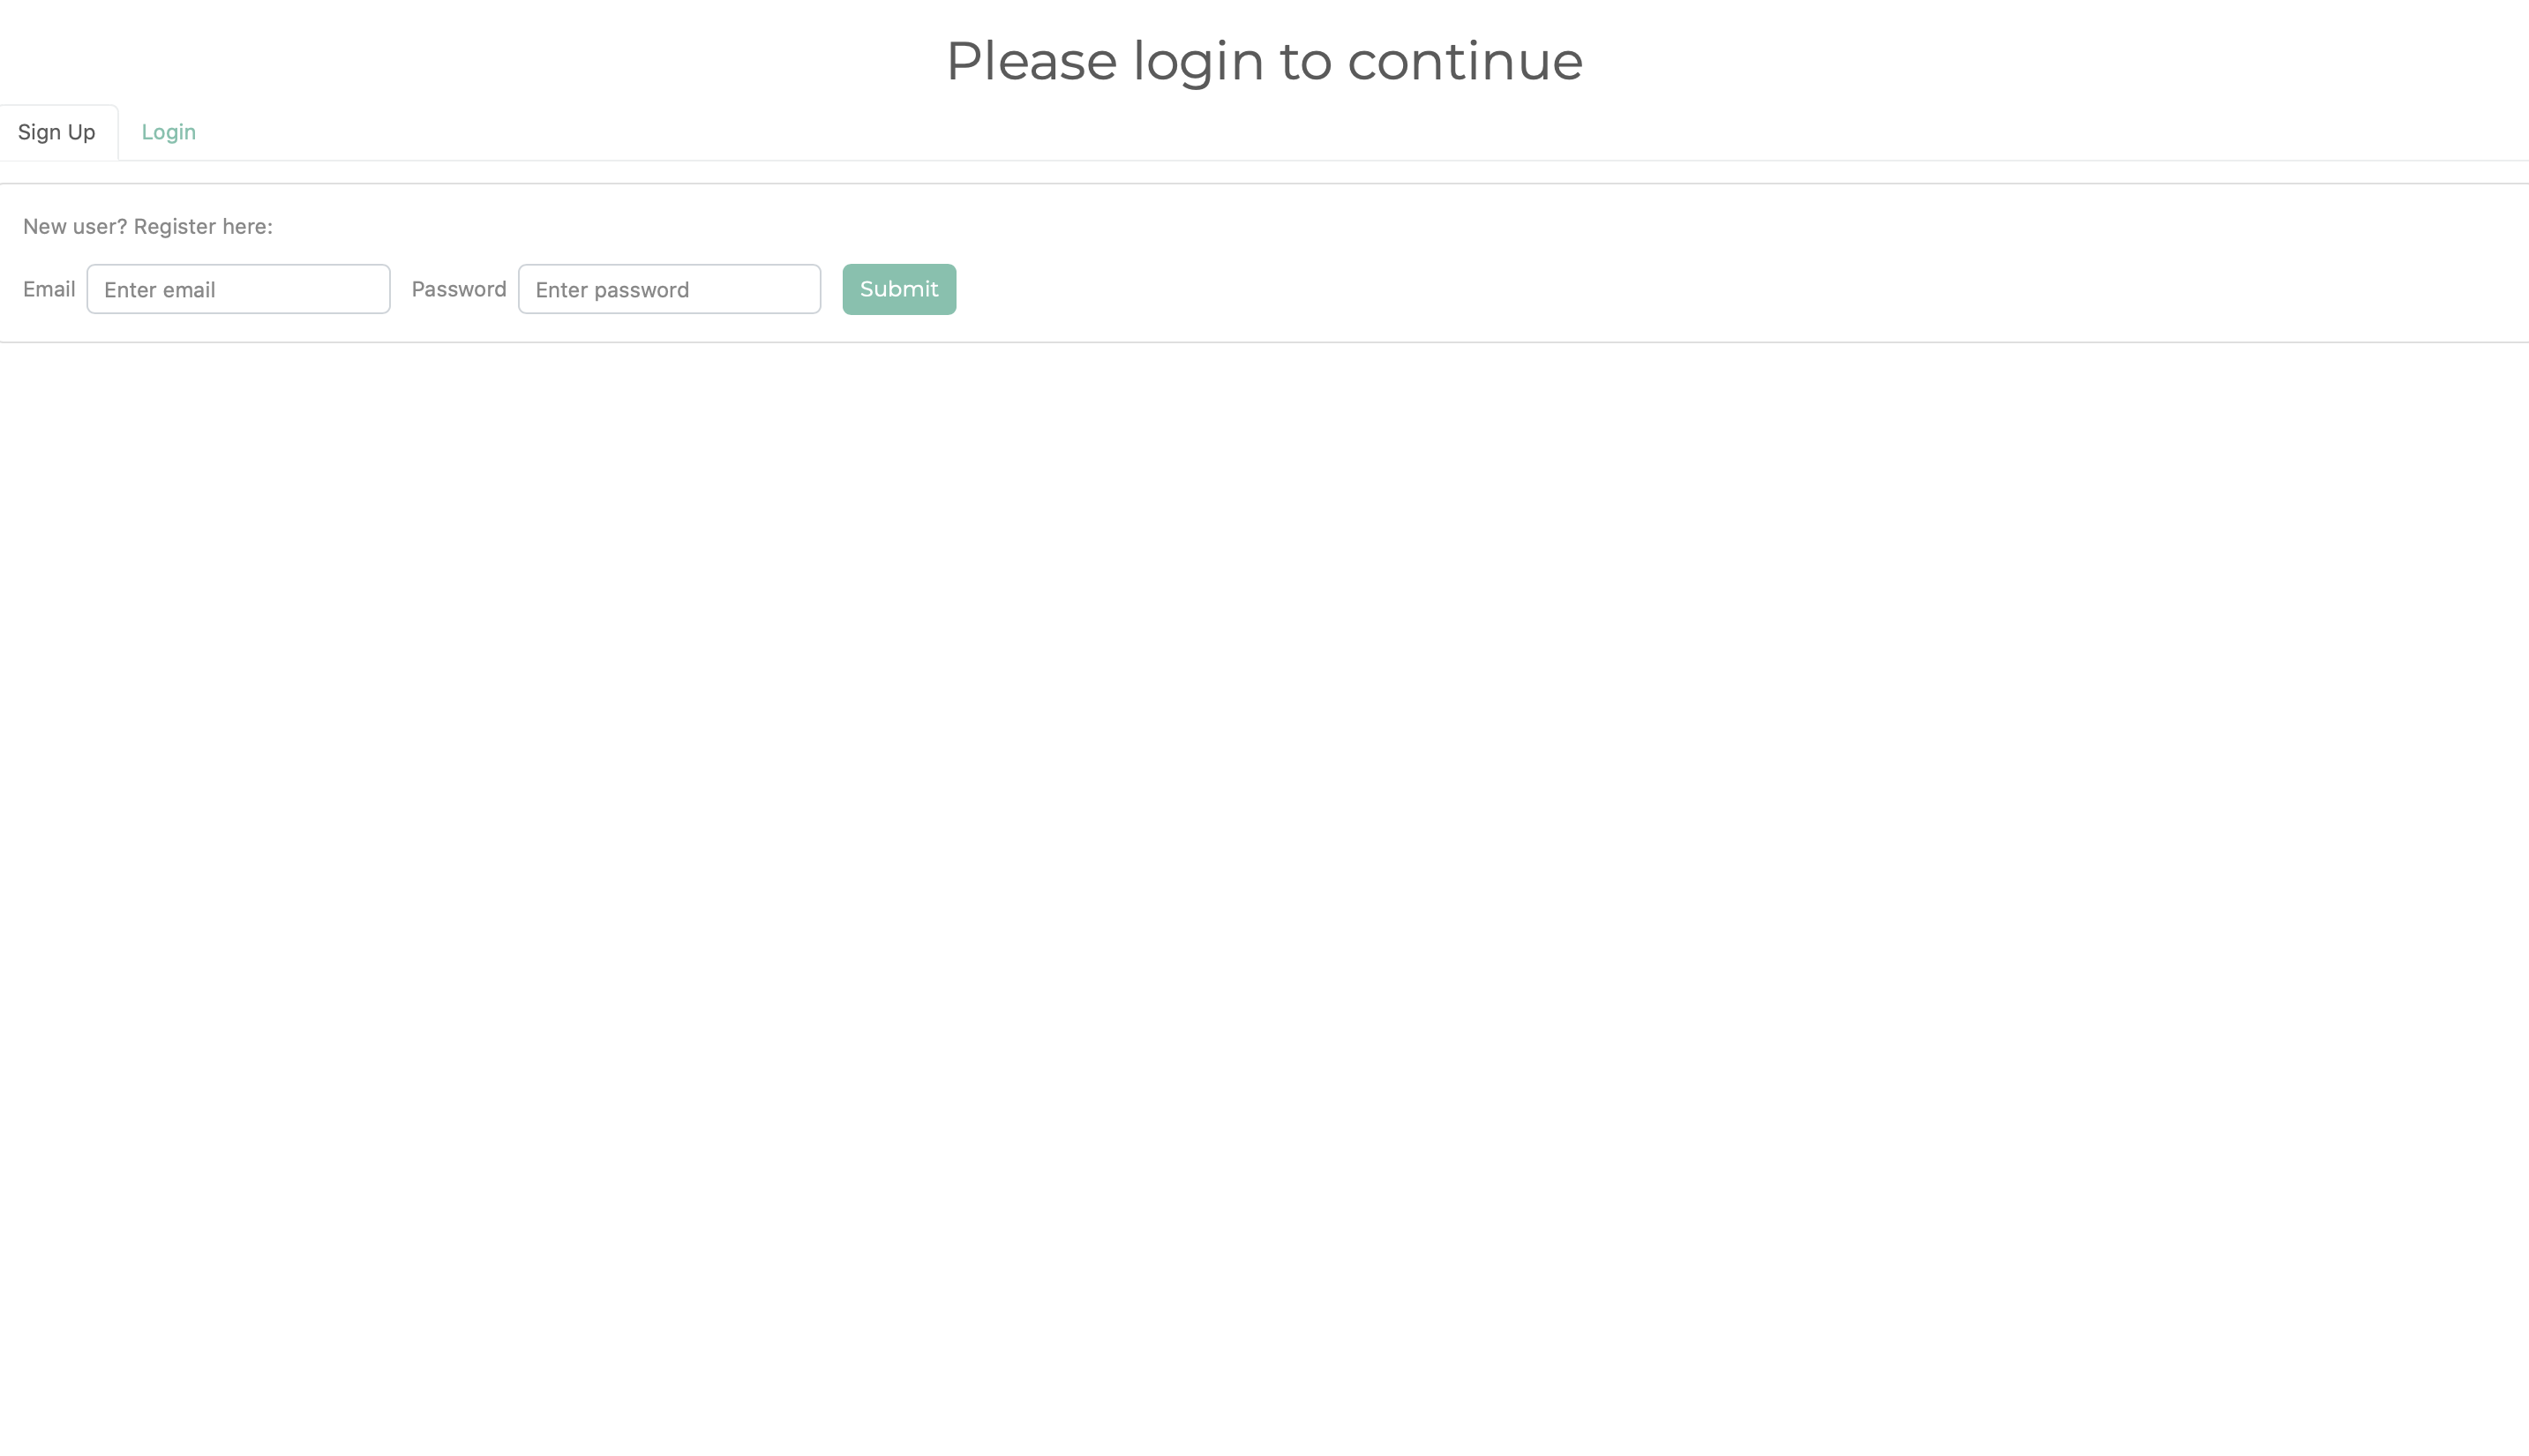 Please login to continue
Sign Up Login
New user? Register here:
Email Enter email Password Enter password Submit